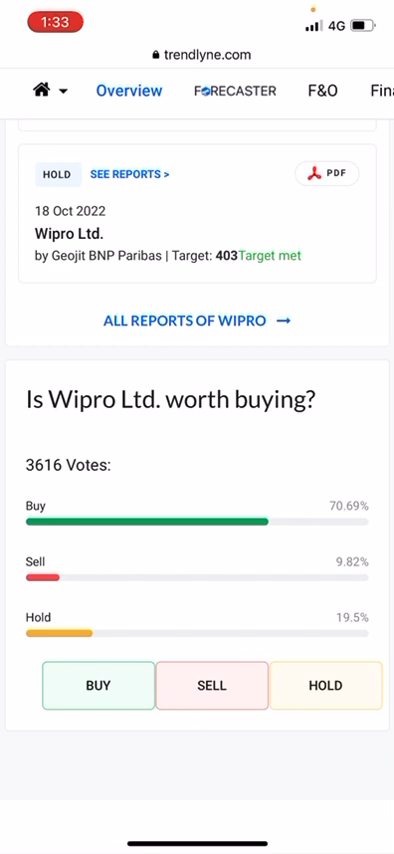 1:33
4G
trendlyne.com
Overview FORECASTER F&O Fin
HOLD SEE REPORTS > PDF
18 Oct 2022
Wipro Ltd.
by Geojit BNP Paribas | Target: 403Target met
ALL REPORTS OF WIPRO →
Is Wipro Ltd. worth buying?
3616 Votes:
Buy 70.69%
Sell 9.82%
Hold 19.5%
BUY SELL HOLD